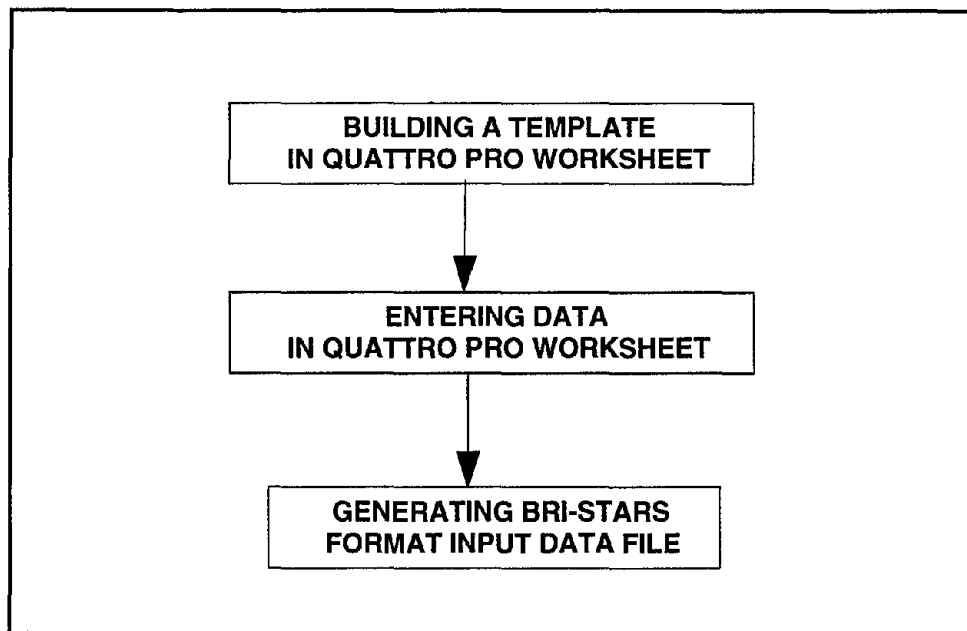 BUILDING A TEMPLATE
IN QUATTRO PRO WORKSHEET
ENTERING DATA
IN QUATTRO PRO WORKSHEET
GENERATING BRI-STARS
FORMAT INPUT DATA FILE